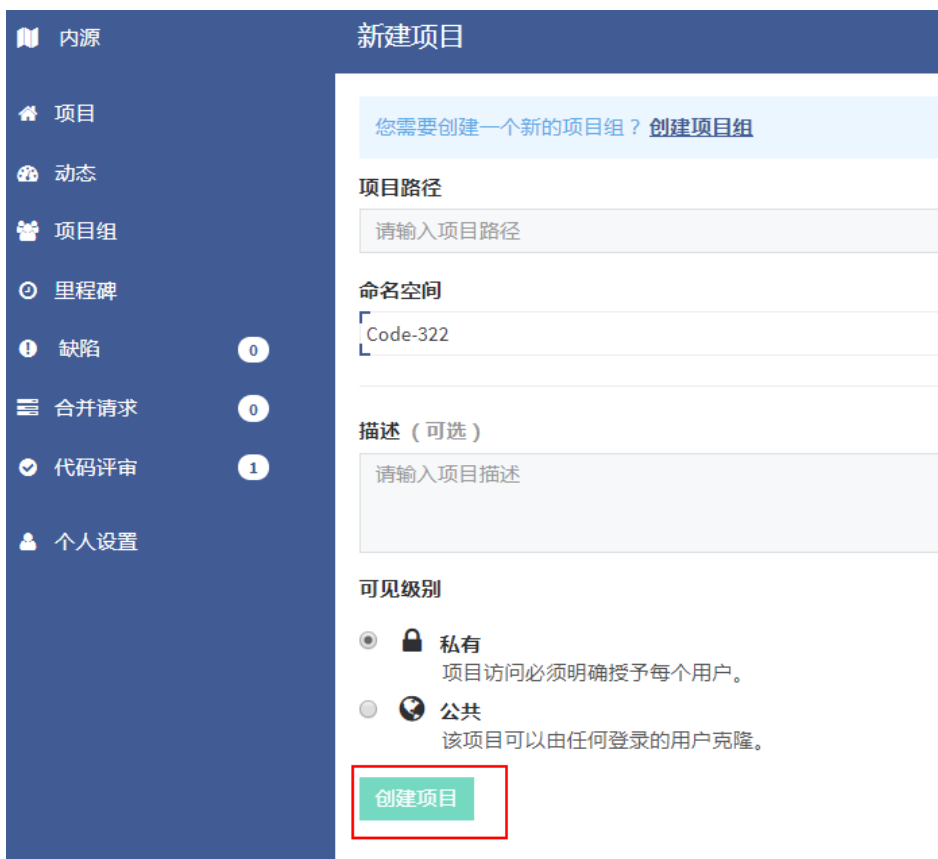 内源
项目
动态
项目组
里程碑
缺陷 0
合并请求 0
代码评审 1
个人设置
新建项目
您需要创建一个新的项目组？创建项目组
项目路径
请输入项目路径
命名空间
Code-322
描述（可选）
请输入项目描述
可见级别
私有
项目访问必须明确授予每个用户。
公共
该项目可以由任何登录的用户克隆。
创建项目